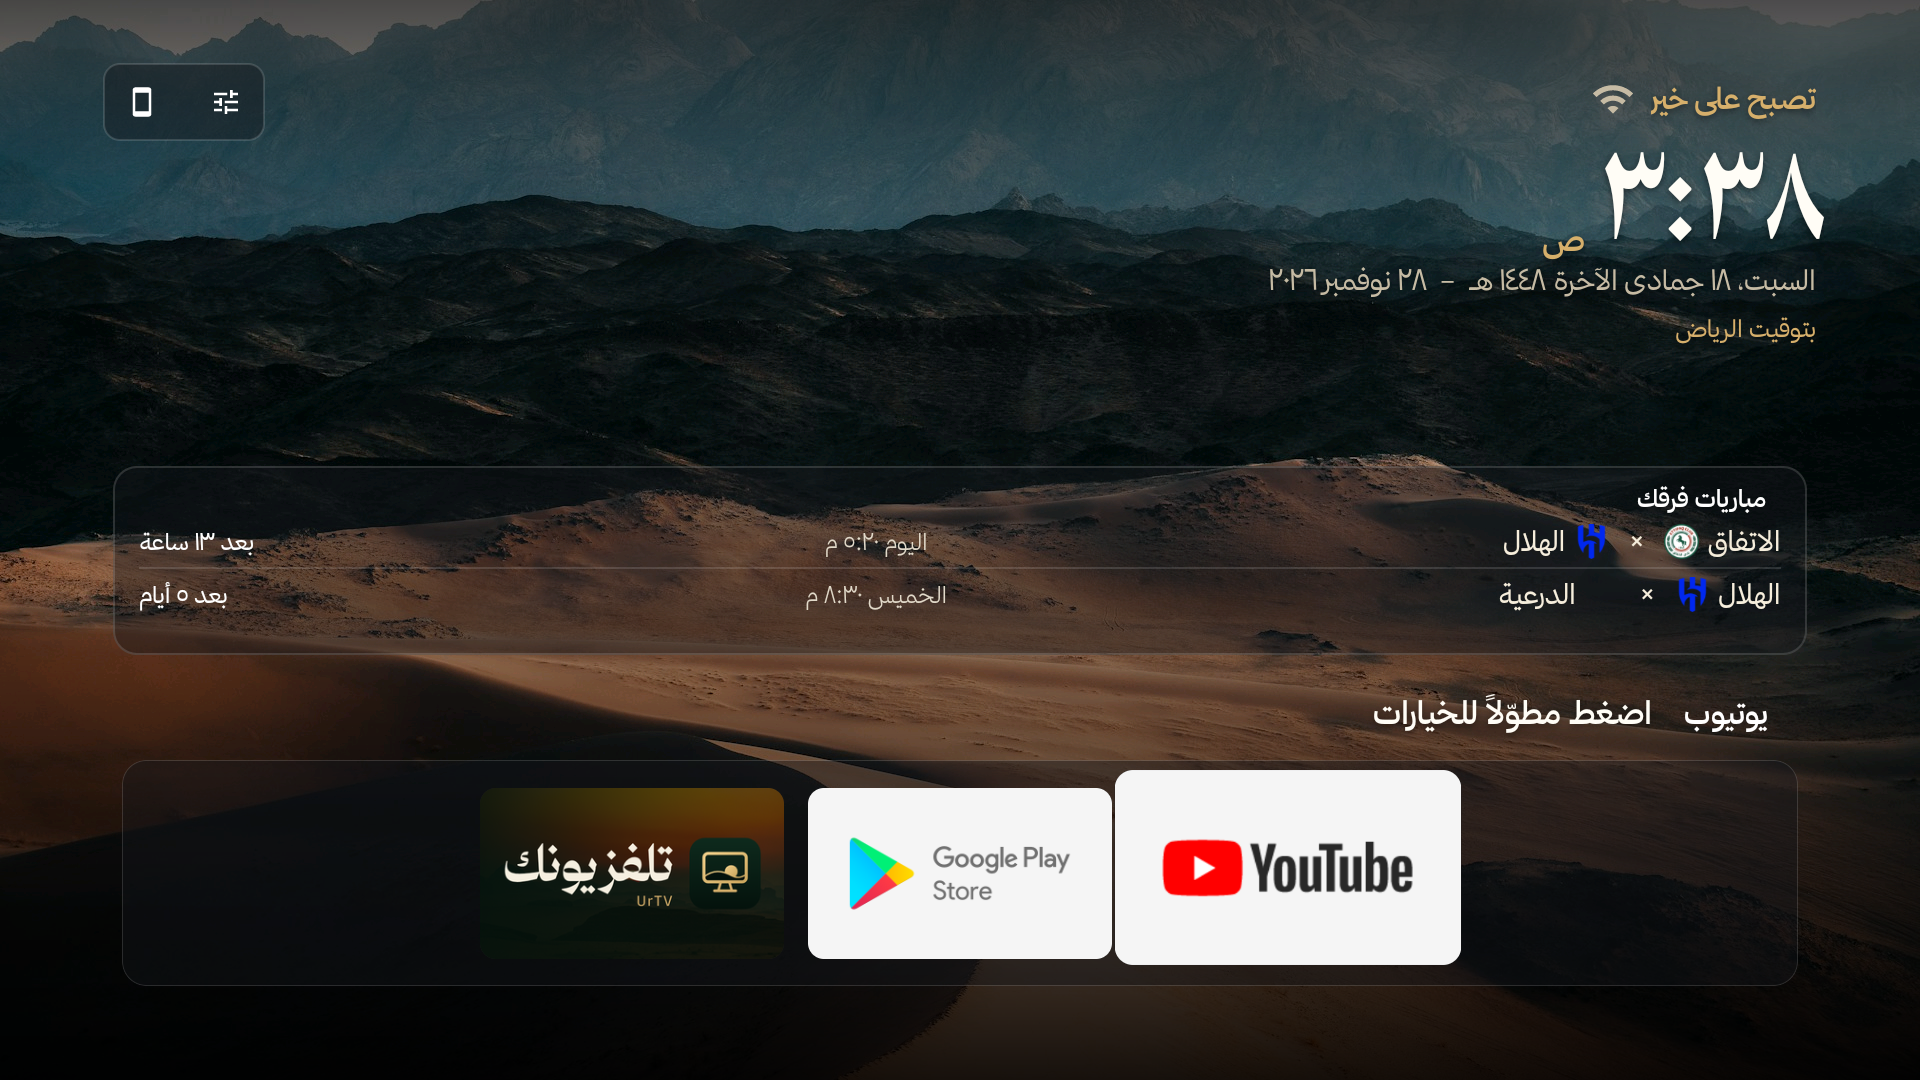 تصبح على خير
٣:٣٨ ص
السبت، ١٨ جمادى الآخرة ١٤٤٨ هـ – ٢٨ نوفمبر ٢٠٢٦
بتوقيت الرياض
مباريات فرقك
الاتفاق × الهلال اليوم ٥:٢٠ م بعد ١٣ ساعة
الهلال × الدرعية الخميس ٨:٣٠ م بعد ٥ أيام
يوتيوب اضغط مطوّلاً للخيارات
YouTube
Google Play
Store
تلفزيونك
UrTV